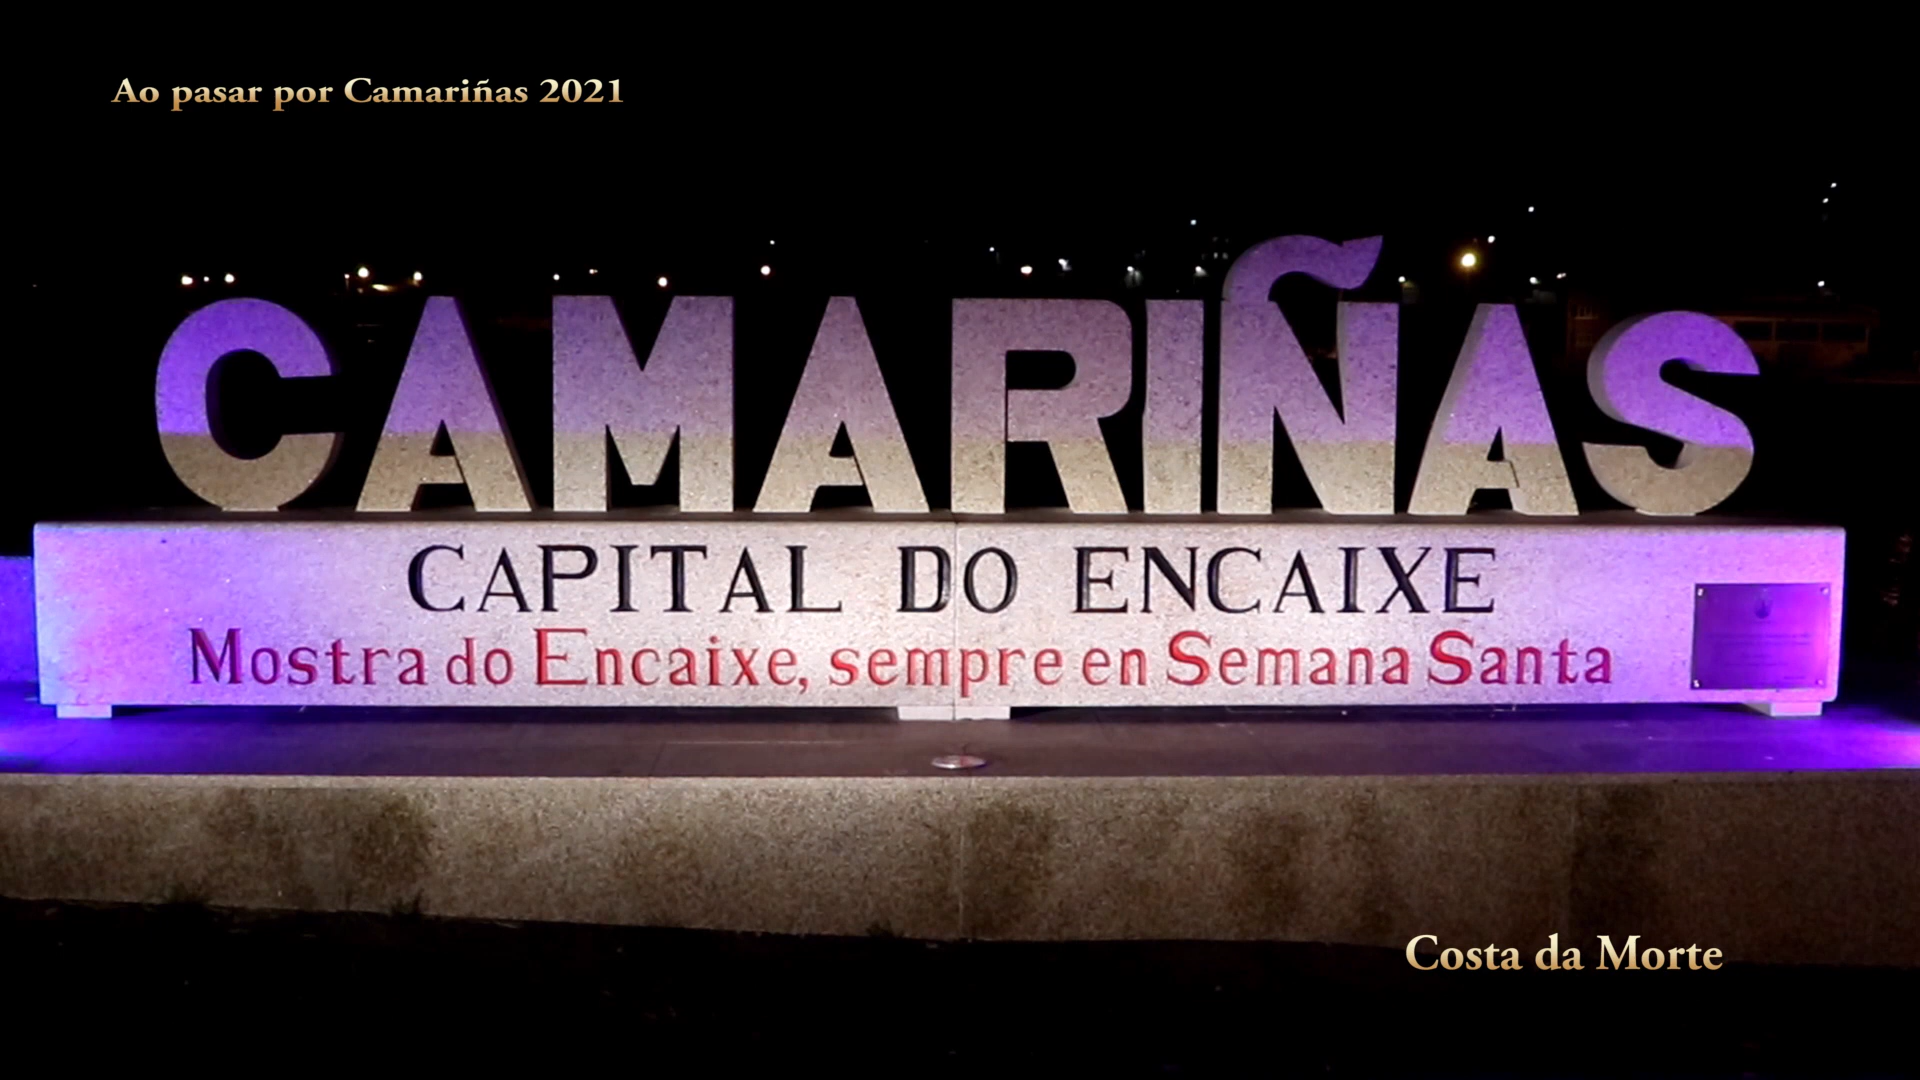 Ao pasar por Camariñas 2021
CAMARIÑAS
CAPITAL DO ENCAIXE
Mostra do Encaixe, sempre en Semana Santa
Costa da Morte